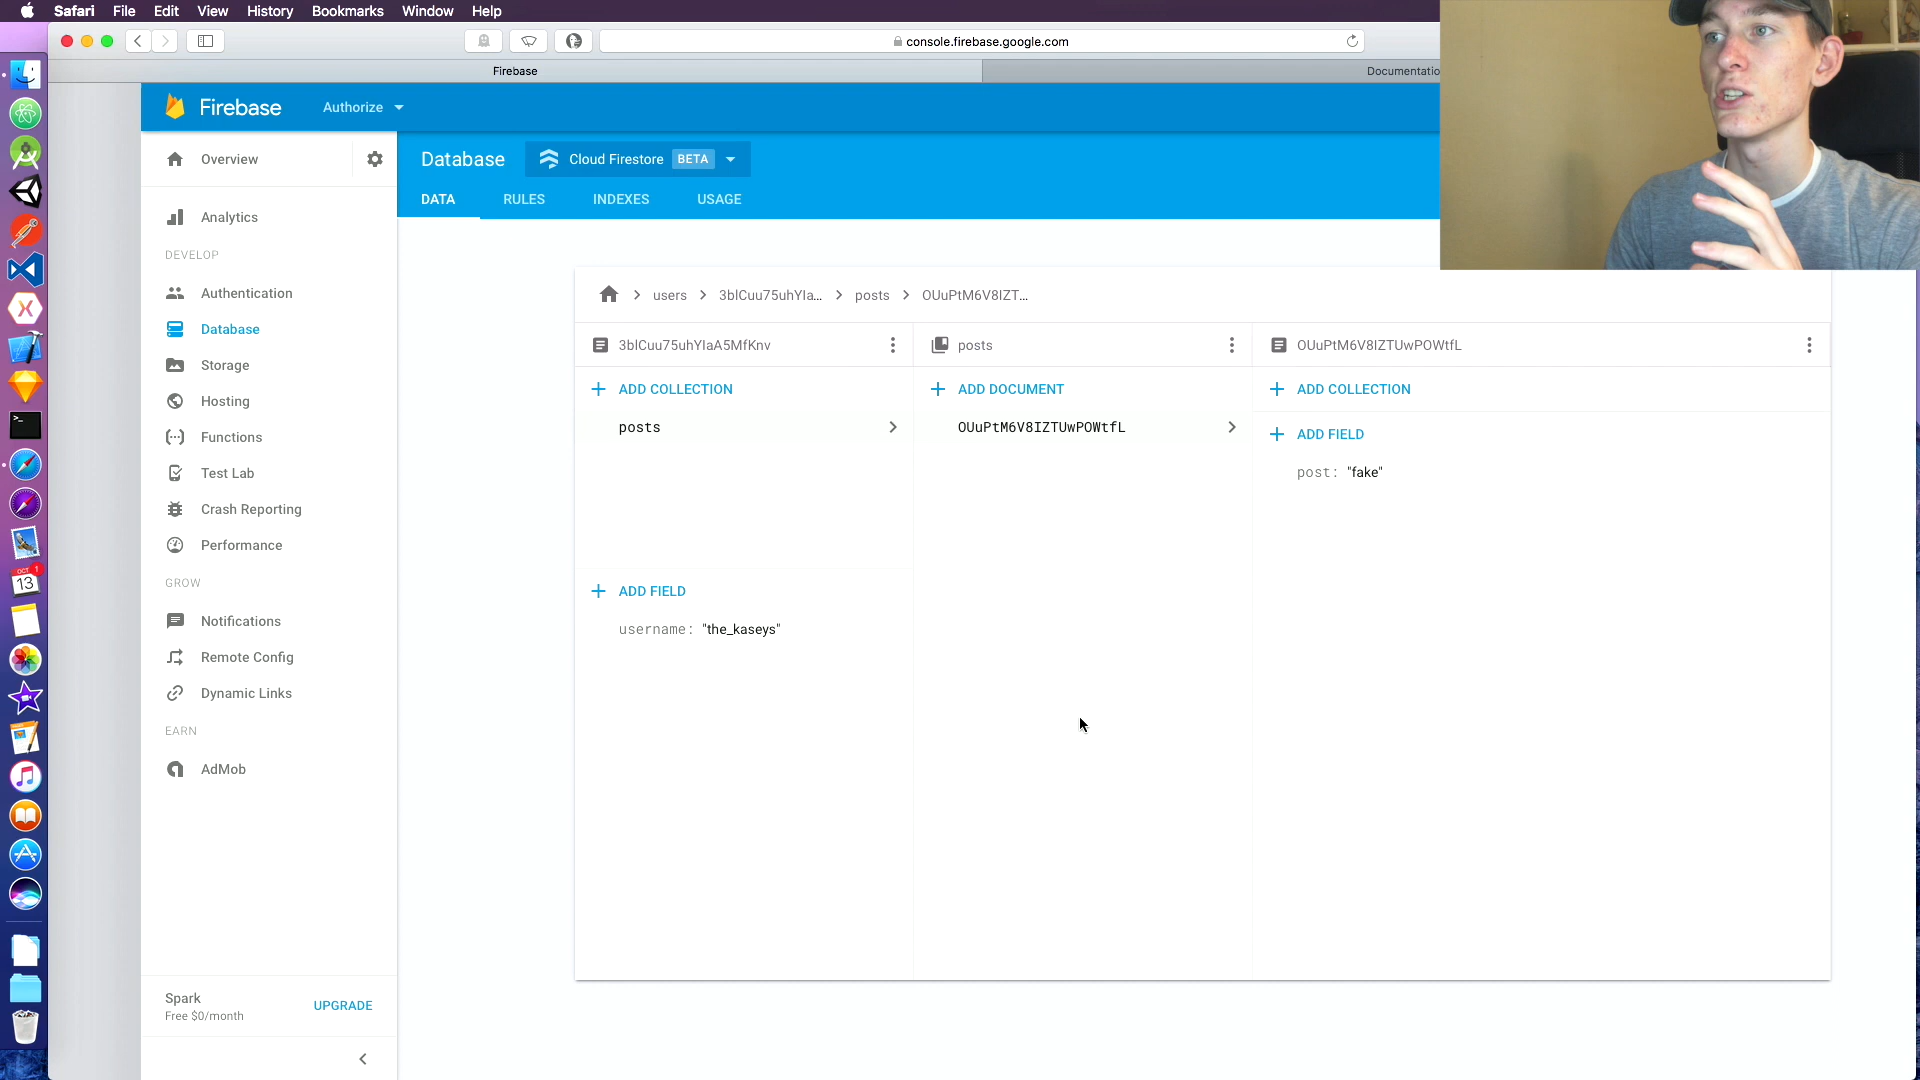 Safari File Edit View History Bookmarks Window Help
console.firebase.google.com
Firebase
Documentatio
Firebase Authorize
Overview
Database Cloud Firestore BETA
DATA RULES INDEXES USAGE
Analytics
DEVELOP
Authentication
Database
Storage
Hosting
Functions
Test Lab
Crash Reporting
Performance
GROW
Notifications
Remote Config
Dynamic Links
EARN
AdMob
Spark
Free $0/month
UPGRADE
users 3blCuu75uhYIa... posts OUuPtM6V8IZT...
3blCuu75uhYIaA5MfKnv
ADD COLLECTION
posts
ADD FIELD
username: "the_kaseys"
posts
ADD DOCUMENT
OUuPtM6V8IZTUwPOWtfL
OUuPtM6V8IZTUwPOWtfL
ADD COLLECTION
ADD FIELD
post: "fake"
OCT 1
13